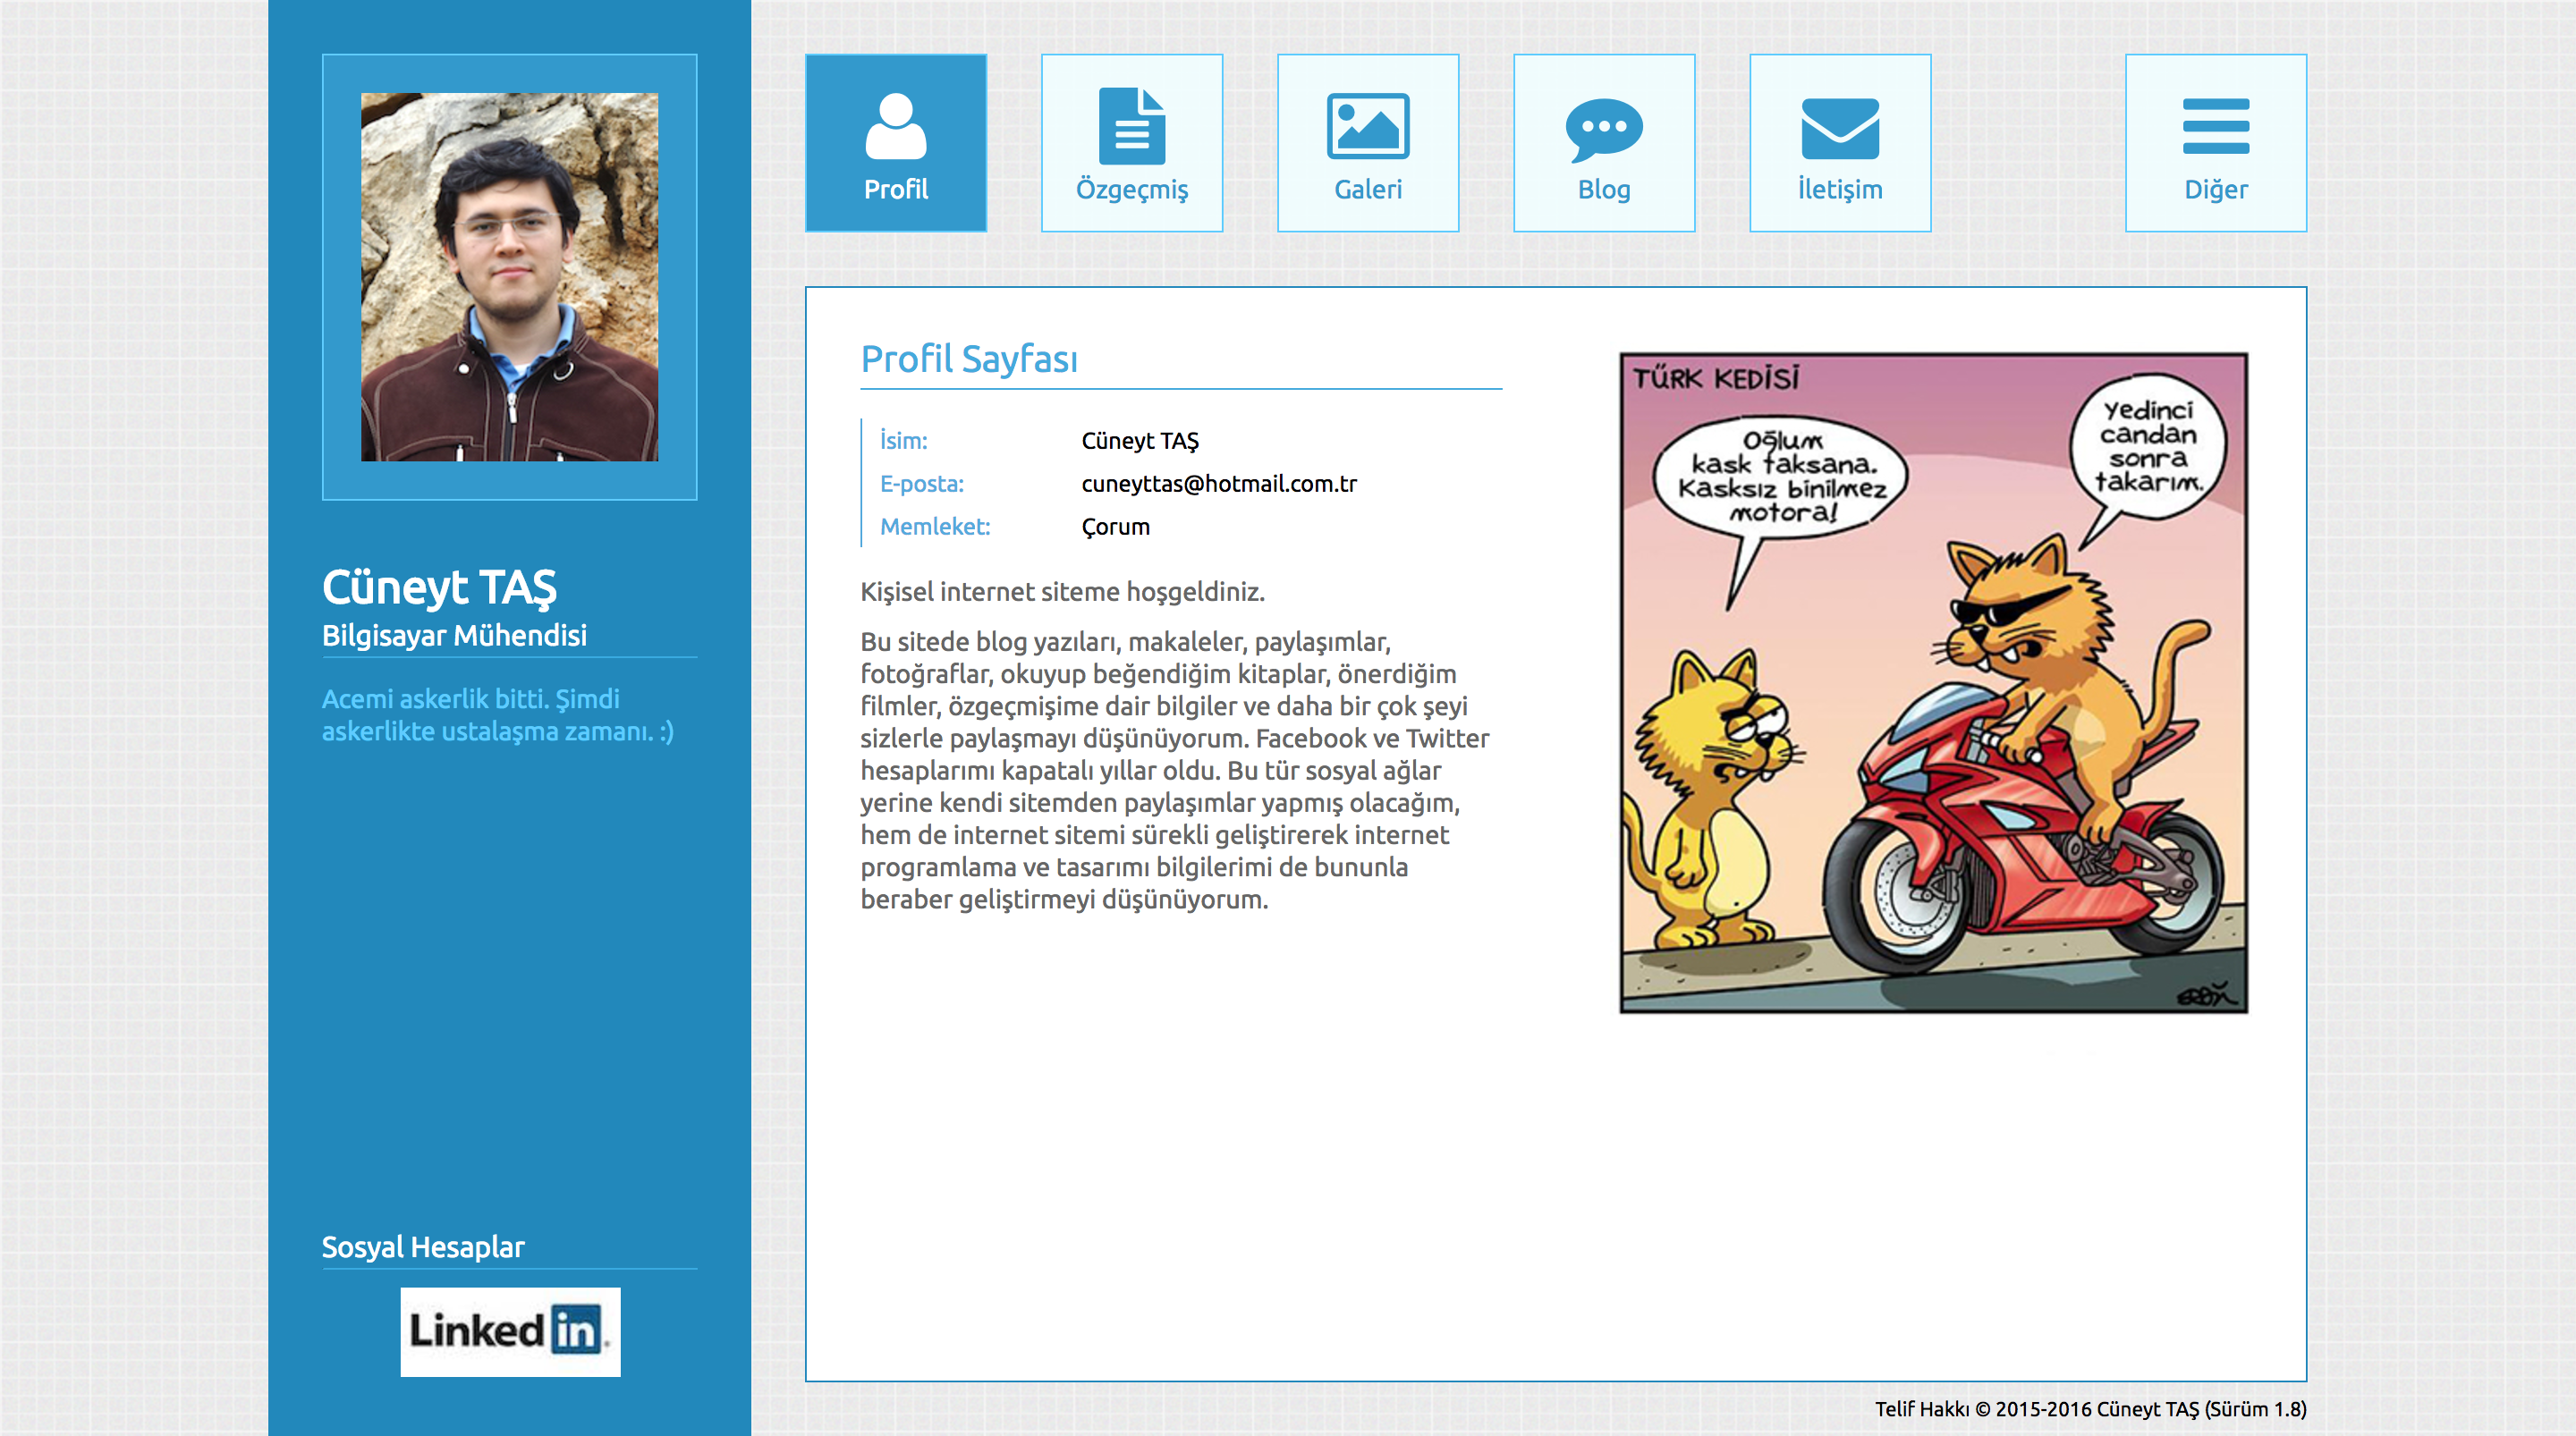 Profil
Özgeçmiş
Galeri
Blog
İletişim
Diğer
Cüneyt TAŞ
Bilgisayar Mühendisi
Acemi askerlik bitti. Şimdi
askerlikte ustalaşma zamanı. :)
Sosyal Hesaplar
Linked in
Profil Sayfası
İsim: Cüneyt TAŞ
E-posta: cuneyttas@hotmail.com.tr
Memleket: Çorum
Kişisel internet siteme hoşgeldiniz.
Bu sitede blog yazıları, makaleler, paylaşımlar,
fotoğraflar, okuyup beğendiğim kitaplar, önerdiğim
filmler, özgeçmişime dair bilgiler ve daha bir çok şeyi
sizlerle paylaşmayı düşünüyorum. Facebook ve Twitter
hesaplarımı kapatalı yıllar oldu. Bu tür sosyal ağlar
yerine kendi sitemden paylaşımlar yapmış olacağım,
hem de internet sitemi sürekli geliştirerek internet
programlama ve tasarımı bilgilerimi de bununla
beraber geliştirmeyi düşünüyorum.
TÜRK KEDİSİ
Oğlum
kask taksana.
Kasksız binilmez
motora!
Yedinci
candan
sonra
takarım.
Telif Hakkı © 2015-2016 Cüneyt TAŞ (Sürüm 1.8)